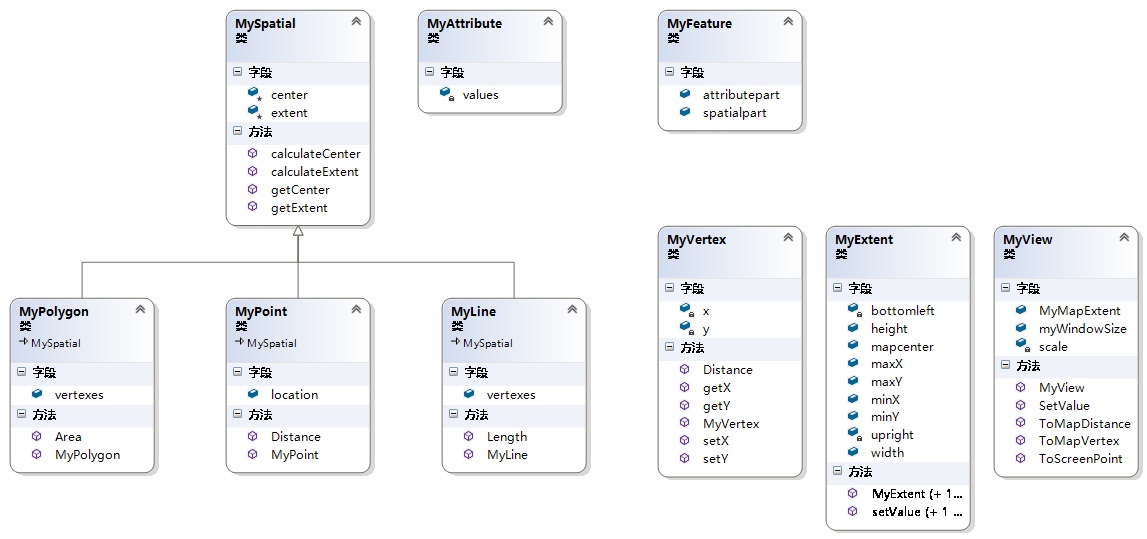 MySpatial
类
字段
center
extent
方法
calculateCenter
calculateExtent
getCenter
getExtent
MyAttribute
类
字段
values
MyFeature
类
字段
attributepart
spatialpart
MyPolygon
类
MySpatial
字段
vertexes
方法
Area
MyPolygon
MyPoint
类
MySpatial
字段
location
方法
Distance
MyPoint
MyLine
类
MySpatial
字段
vertexes
方法
Length
MyLine
MyVertex
类
字段
x
y
方法
Distance
getX
getY
MyVertex
setX
setY
MyExtent
类
字段
bottomleft
height
mapcenter
maxX
maxY
minX
minY
upright
width
方法
MyExtent (+ 1...
setValue (+ 1 ...
MyView
类
字段
MyMapExtent
myWindowSize
scale
方法
MyView
SetValue
ToMapDistance
ToMapVertex
ToScreenPoint